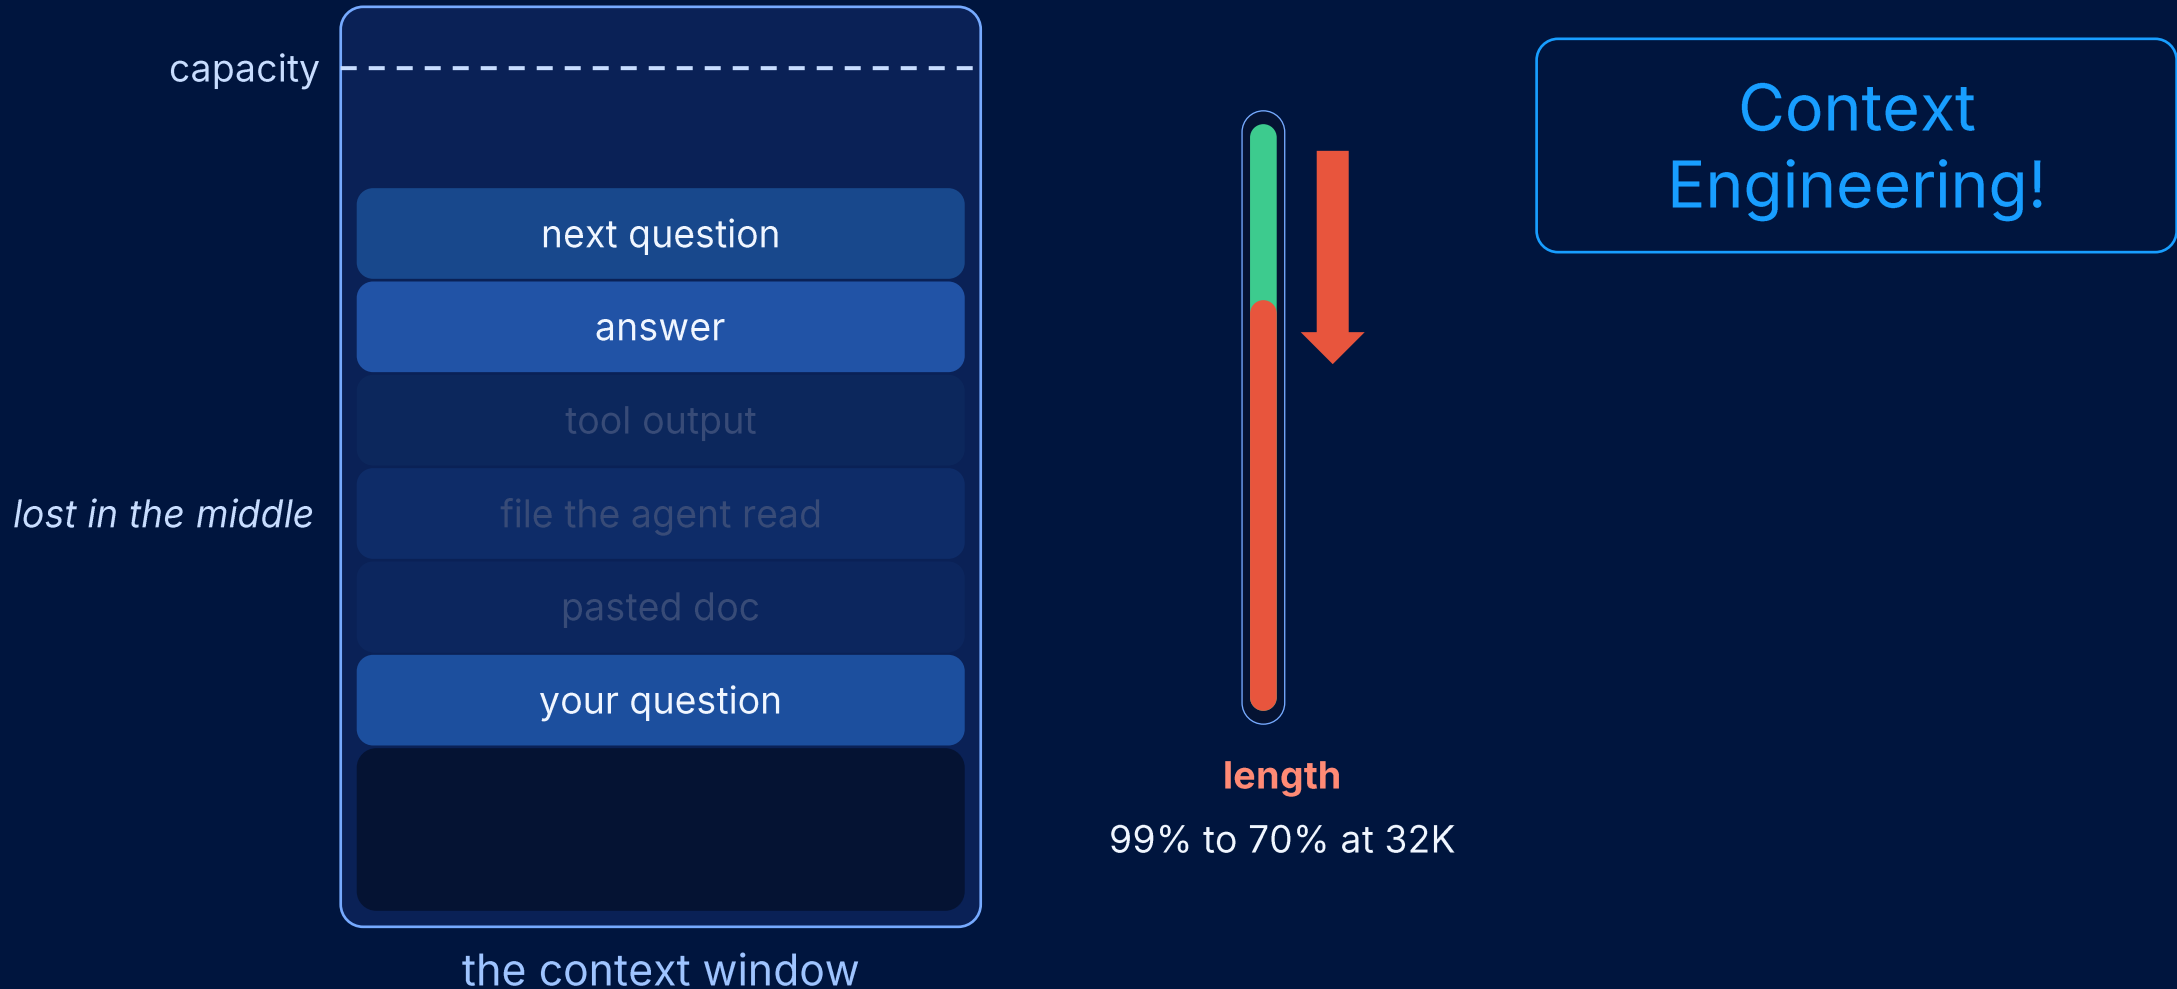 capacity
Context
Engineering!
next question
answer
tool output
lost in the middle
file the agent read
pasted doc
your question
length
99% to 70% at 32K
the context window